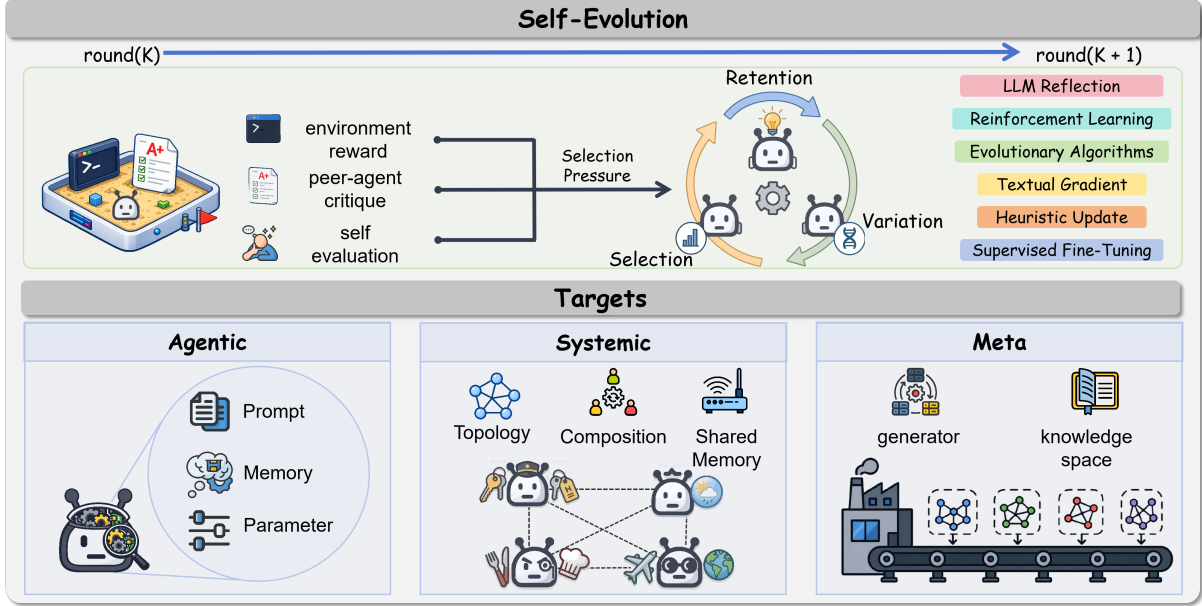 Self-Evolution
round(K)
round(K + 1)
A+
>-
>-
environment
reward
A+
peer-agent
critique
self
evaluation
Selection
Pressure
Retention
Variation
Selection
LLM Reflection
Reinforcement Learning
Evolutionary Algorithms
Textual Gradient
Heuristic Update
Supervised Fine-Tuning
Targets
Agentic
Prompt
Memory
Parameter
Systemic
Topology
Composition
Shared
Memory
H
Meta
generator
knowledge
space